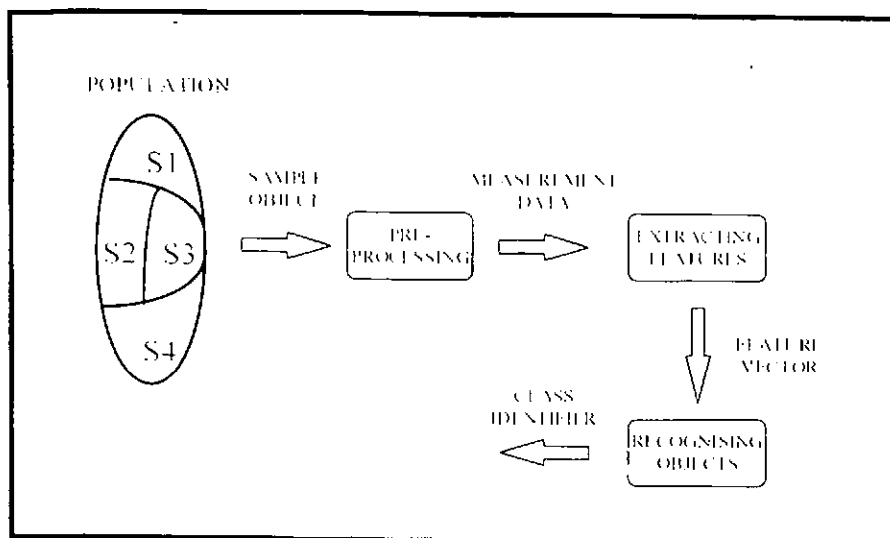 POPULATION
S1
S2
S3
S4
SAMPLE
OBJECT
PRE-
PROCESSING
MEASUREMENT
DATA
EXTRACTING
FEATURES
FEATURE
VECTOR
RECOGNISING
OBJECTS
CLASS
IDENTIFIER